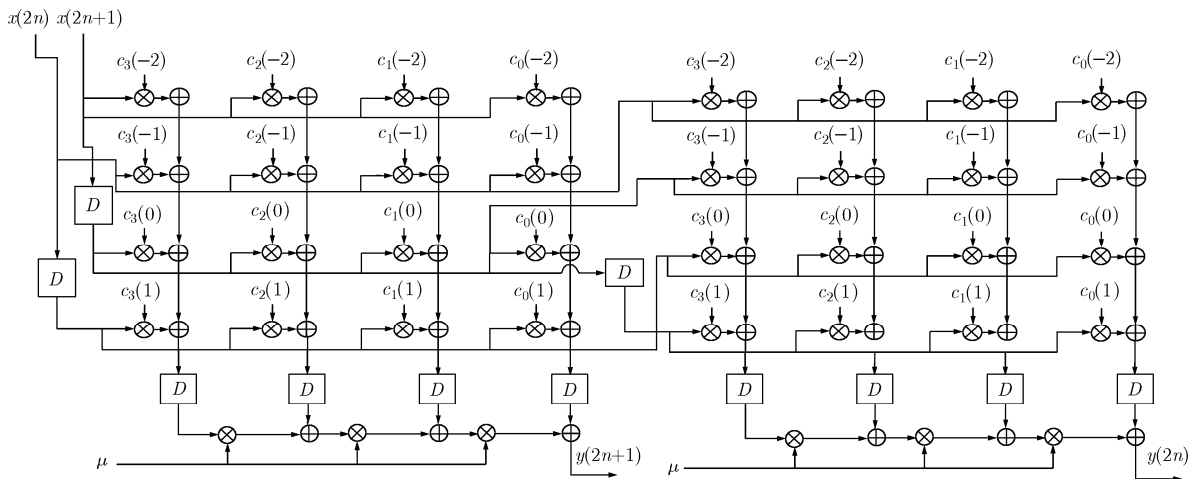 x(2n) x(2n+1)
c₃(−2) c₂(−2) c₁(−2) c₀(−2) c₃(−2) c₂(−2) c₁(−2) c₀(−2)
c₃(−1) c₂(−1) c₁(−1) c₀(−1) c₃(−1) c₂(−1) c₁(−1) c₀(−1)
D
c₃(0) c₂(0) c₁(0) c₀(0) c₃(0) c₂(0) c₁(0) c₀(0)
D D
c₃(1) c₂(1) c₁(1) c₀(1) c₃(1) c₂(1) c₁(1) c₀(1)
D D D D D D D D
μ y(2n+1) μ y(2n)